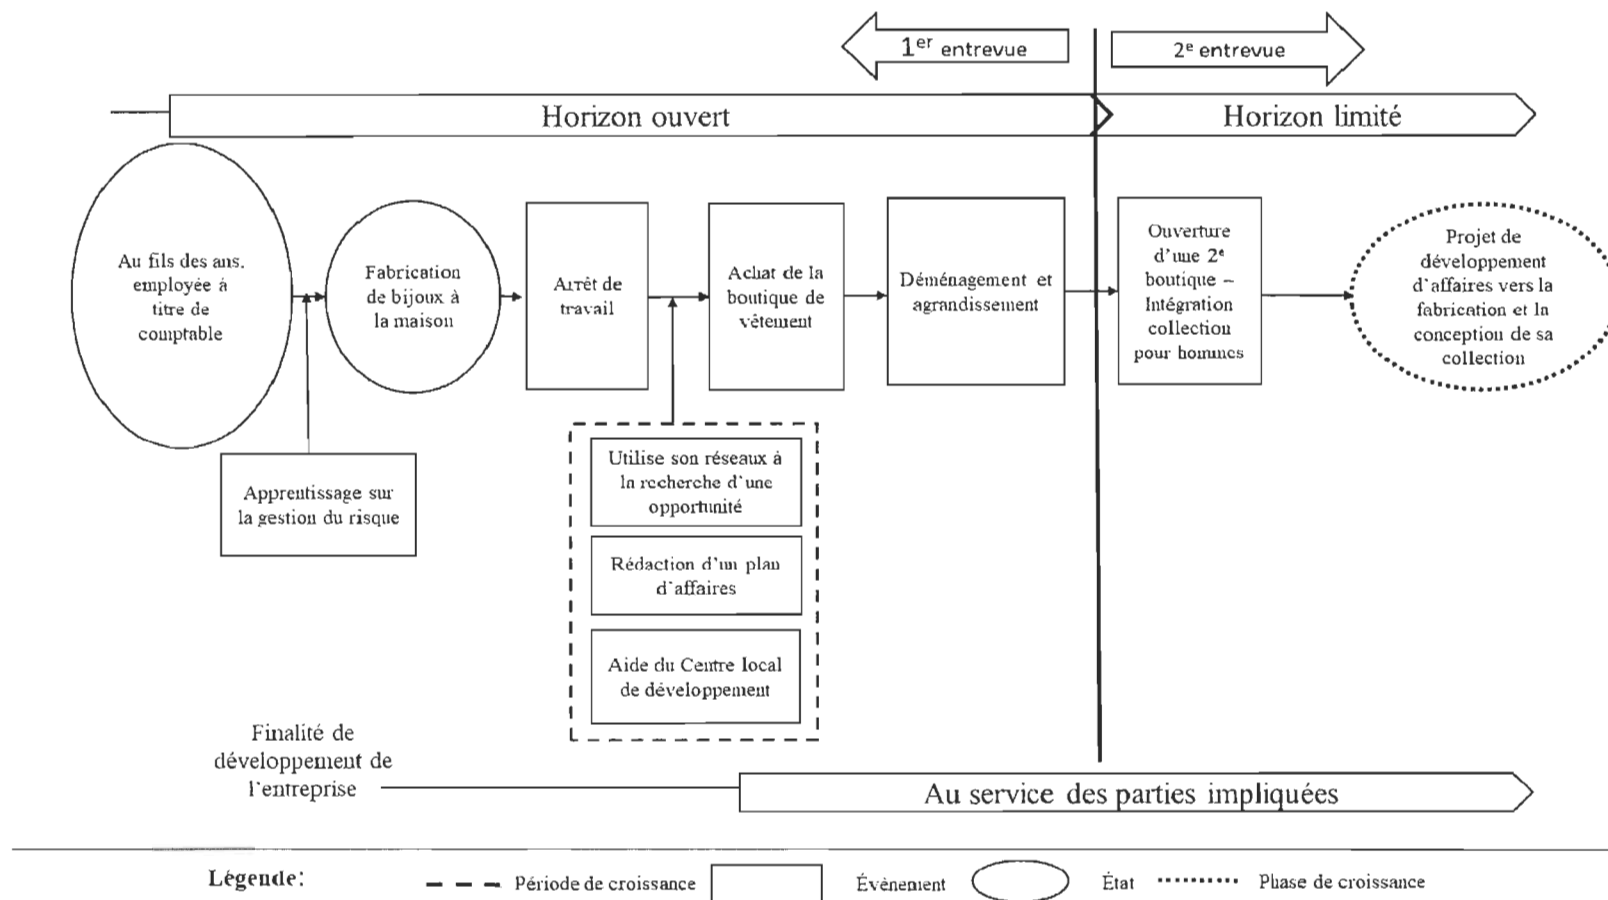 1er entrevue
2e entrevue
Horizon ouvert
Horizon limité
Au fils des ans,
employée à
titre de
comptable
Fabrication
de bijoux à
la maison
Arrêt de
travail
Achat de la
boutique de
vêtement
Déménagement et
agrandissement
Ouverture
d'une 2e
boutique –
Intégration
collection
pour hommes
Projet de
développement
d'affaires vers la
fabrication et la
conception de sa
collection
Apprentissage sur
la gestion du risque
Utilise son réseaux à
la recherche d'une
opportunité
Rédaction d'un plan
d'affaires
Aide du Centre local
de développement
Finalité de
développement de
l'entreprise
Au service des parties impliquées
Légende:
Période de croissance
Évènement
État
Phase de croissance